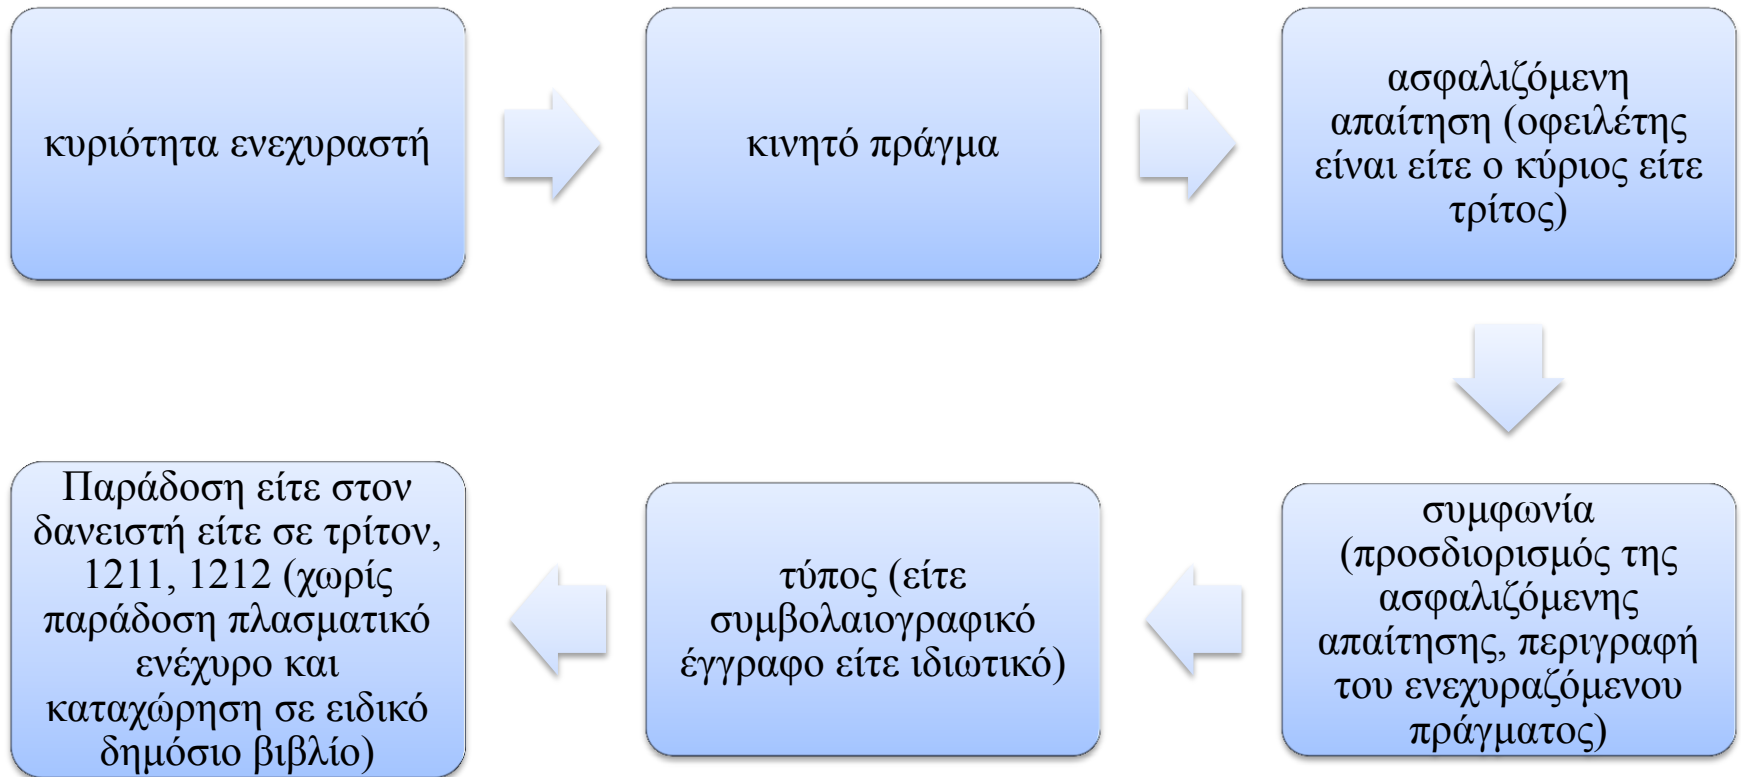 κυριότητα ενεχυραστή
κινητό πράγμα
ασφαλιζόμενη
απαίτηση (οφειλέτης
είναι είτε ο κύριος είτε
τρίτος)
συμφωνία
(προσδιορισμός της
ασφαλιζόμενης
απαίτησης, περιγραφή
του ενεχυραζόμενου
πράγματος)
τύπος (είτε
συμβολαιογραφικό
έγγραφο είτε ιδιωτικό)
Παράδοση είτε στον
δανειστή είτε σε τρίτον,
1211, 1212 (χωρίς
παράδοση πλασματικό
ενέχυρο και
καταχώρηση σε ειδικό
δημόσιο βιβλίο)